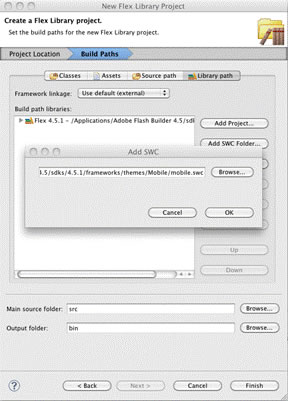 New Flex Library Project
Create a Flex Library project.
Set the build paths for the new Flex Library project.
Project Location
Build Paths
Classes
Assets
Source path
Library path
Framework linkage:
Use default (external)
Build path libraries:
Flex 4.5.1 - /Applications/Adobe Flash Builder 4.5/sdk
Add Project...
Add SWC Folder...
Add SWC
4.5/sdks/4.5.1/frameworks/themes/Mobile/mobile.swc
Browse...
Cancel
OK
Up
Down
Main source folder:
src
Browse...
Output folder:
bin
Browse...
?
< Back
Next >
Cancel
Finish